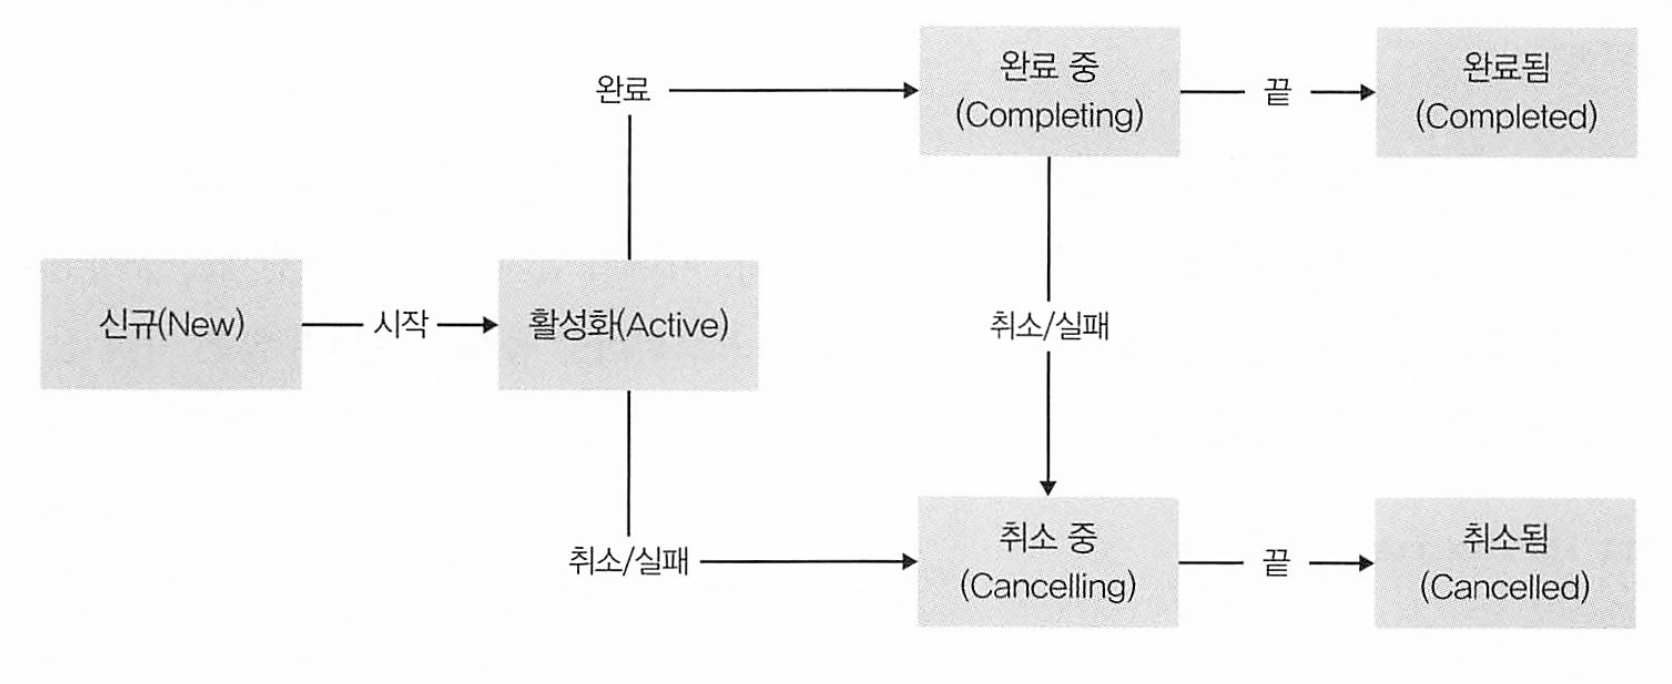 완료
완료 중
(Completing)
끝
완료됨
(Completed)
신규(New)
시작
활성화(Active)
취소/실패
취소/실패
취소 중
(Cancelling)
끝
취소됨
(Cancelled)